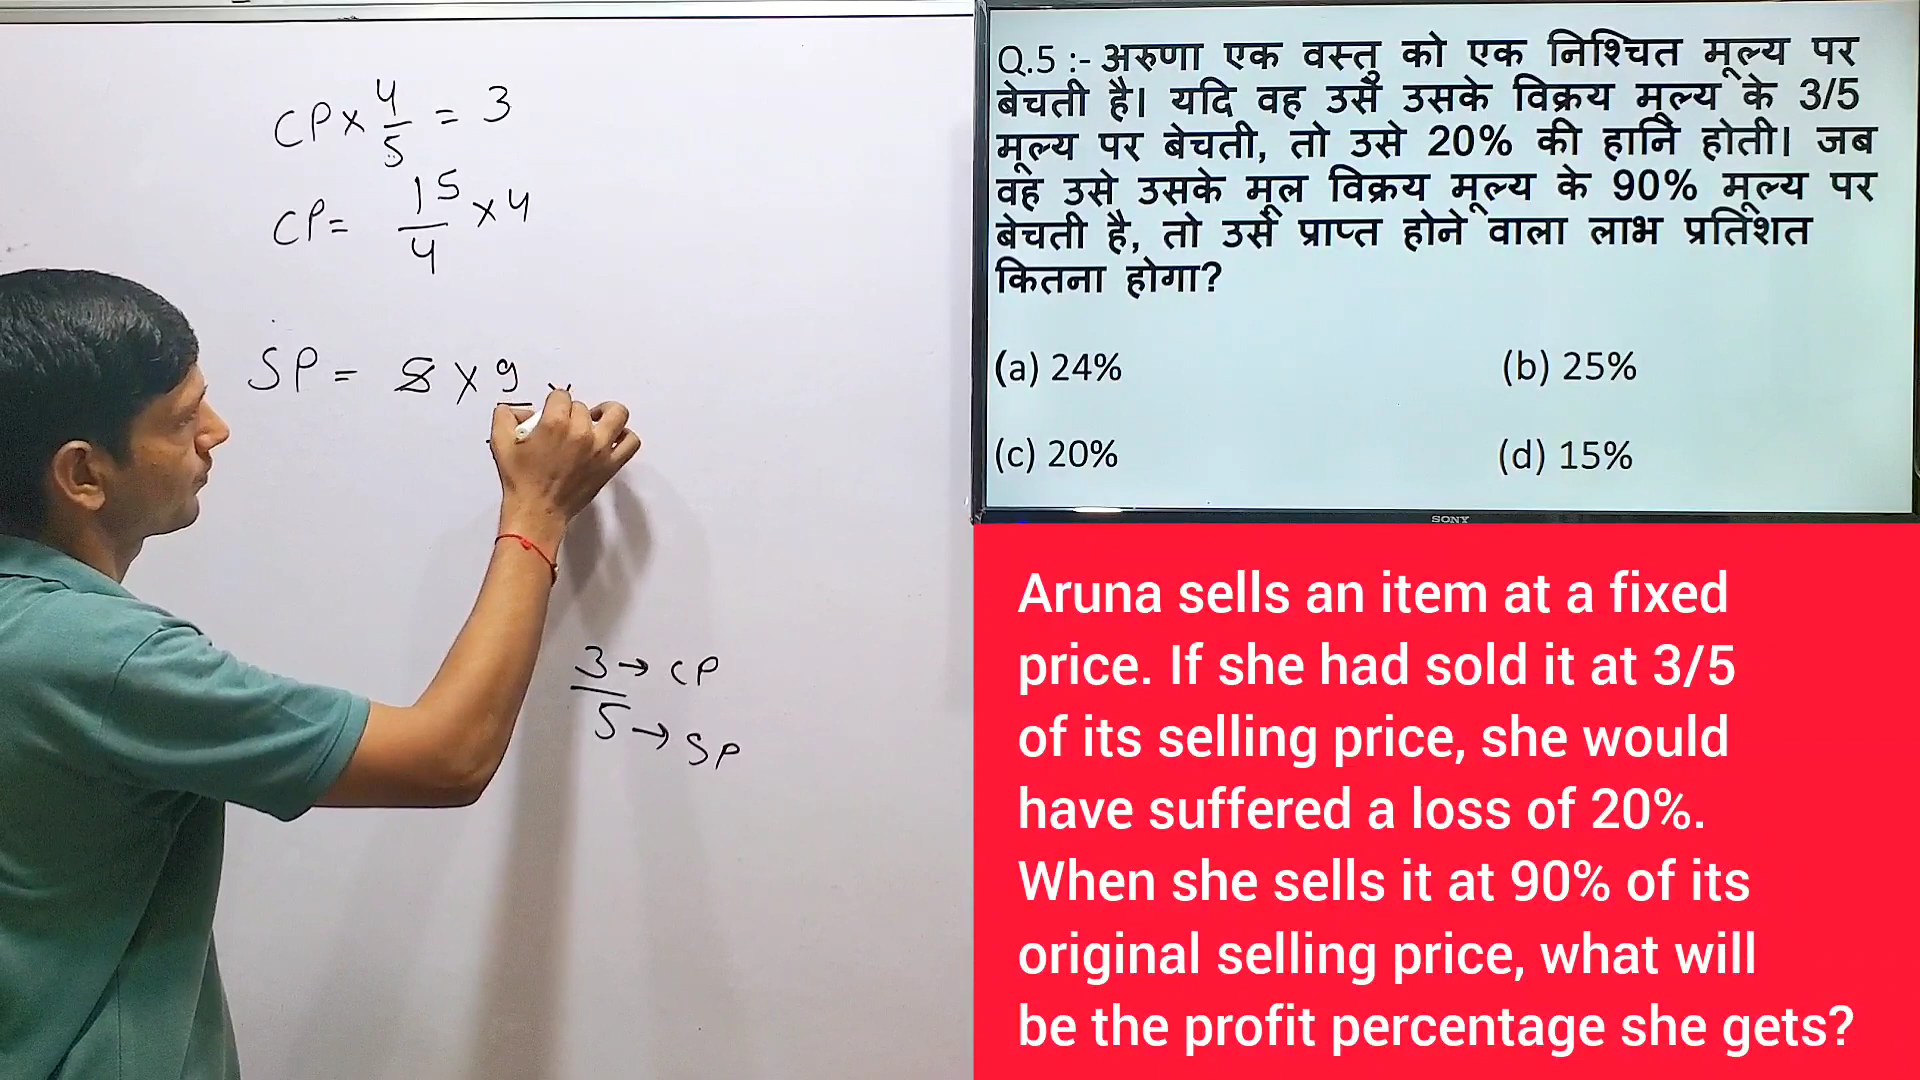 CP × 4/5 = 3
CP = 15/4 × 4
SP = 5 × 9
3 → CP
5 → SP
Q.5 :- अरुणा एक वस्तु को एक निश्चित मूल्य पर
बेचती है। यदि वह उसे उसके विक्रय मूल्य के 3/5
मूल्य पर बेचती, तो उसे 20% की हानि होती। जब
वह उसे उसके मूल विक्रय मूल्य के 90% मूल्य पर
बेचती है, तो उसे प्राप्त होने वाला लाभ प्रतिशत
कितना होगा?
(a) 24% (b) 25%
(c) 20% (d) 15%
SONY
Aruna sells an item at a fixed
price. If she had sold it at 3/5
of its selling price, she would
have suffered a loss of 20%.
When she sells it at 90% of its
original selling price, what will
be the profit percentage she gets?